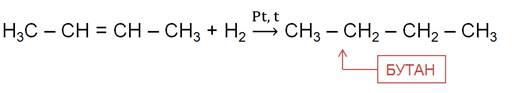 Pt, t
H₃C – CH = CH – CH₃ + H₂ → CH₃ – CH₂ – CH₂ – CH₃
БУТАН